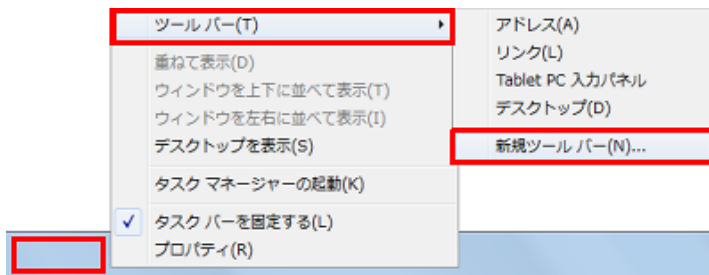 ツール バー(T)
重ねて表示(D)
ウィンドウを上下に並べて表示(T)
ウィンドウを左右に並べて表示(I)
デスクトップを表示(S)
タスク マネージャーの起動(K)
タスク バーを固定する(L)
プロパティ(R)
アドレス(A)
リンク(L)
Tablet PC 入力パネル
デスクトップ(D)
新規ツール バー(N)...